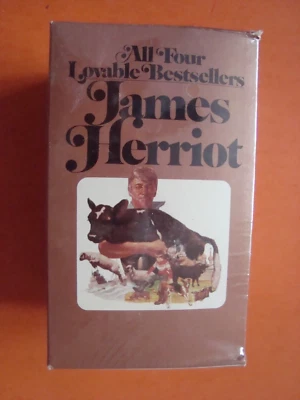 All Four
Lovable Bestsellers
James
Herriot